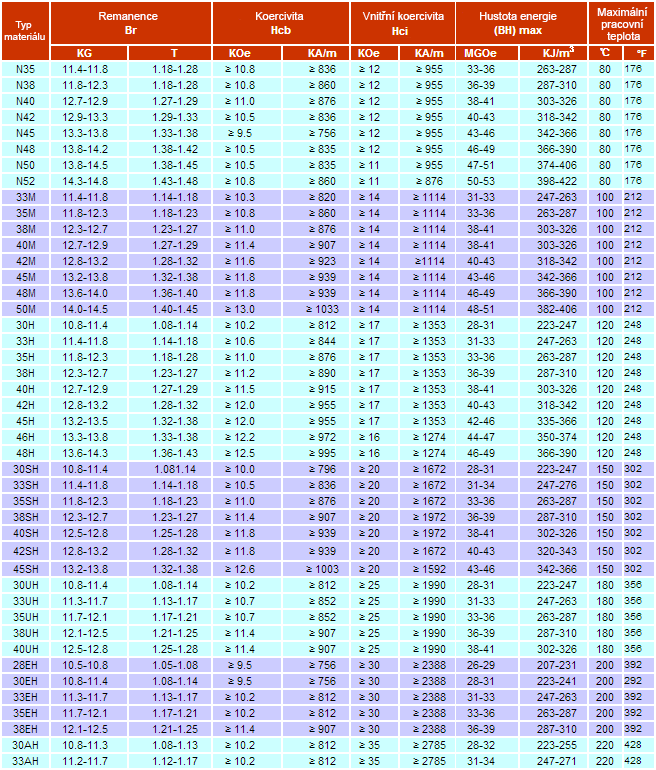 Typ materiálu Remanence Br Koercivita Hcb Vnitřní koercivita Hci Hustota energie (BH) max Maximální pracovní teplota
KG T KOe KA/m KOe KA/m MGOe KJ/m3 ℃ °F
N35 11.4-11.8 1.18-1.28 ≥ 10.8 ≥ 836 ≥ 12 ≥ 955 33-36 263-287 80 176
N38 11.8-12.3 1.18-1.28 ≥ 10.8 ≥ 860 ≥ 12 ≥ 955 36-39 287-310 80 176
N40 12.7-12.9 1.27-1.29 ≥ 11.0 ≥ 876 ≥ 12 ≥ 955 38-41 303-326 80 176
N42 12.9-13.3 1.29-1.33 ≥ 10.5 ≥ 836 ≥ 12 ≥ 955 40-43 318-342 80 176
N45 13.3-13.8 1.33-1.38 ≥ 9.5 ≥ 756 ≥ 12 ≥ 955 43-46 342-366 80 176
N48 13.8-14.2 1.38-1.42 ≥ 10.5 ≥ 835 ≥ 12 ≥ 955 46-49 366-390 80 176
N50 13.8-14.5 1.38-1.45 ≥ 10.5 ≥ 835 ≥ 11 ≥ 955 47-51 374-406 80 176
N52 14.3-14.8 1.43-1.48 ≥ 10.8 ≥ 860 ≥ 11 ≥ 876 50-53 398-422 80 176
33M 11.4-11.8 1.14-1.18 ≥ 10.3 ≥ 820 ≥ 14 ≥ 1114 31-33 247-263 100 212
35M 11.8-12.3 1.18-1.23 ≥ 10.8 ≥ 860 ≥ 14 ≥ 1114 33-36 263-287 100 212
38M 12.3-12.7 1.23-1.27 ≥ 11.0 ≥ 876 ≥ 14 ≥ 1114 38-41 303-326 100 212
40M 12.7-12.9 1.27-1.29 ≥ 11.4 ≥ 907 ≥ 14 ≥ 1114 38-41 303-326 100 212
42M 12.8-13.2 1.28-1.32 ≥ 11.6 ≥ 923 ≥ 14 ≥1114 40-43 318-342 100 212
45M 13.2-13.8 1.32-1.38 ≥ 11.8 ≥ 939 ≥ 14 ≥ 1114 43-46 342-366 100 212
48M 13.6-14.0 1.36-1.40 ≥ 11.8 ≥ 939 ≥ 14 ≥ 1114 46-49 366-390 100 212
50M 14.0-14.5 1.40-1.45 ≥ 13.0 ≥ 1033 ≥ 14 ≥ 1114 48-51 382-406 100 212
30H 10.8-11.4 1.08-1.14 ≥ 10.2 ≥ 812 ≥ 17 ≥ 1353 28-31 223-247 120 248
33H 11.4-11.8 1.14-1.18 ≥ 10.6 ≥ 844 ≥ 17 ≥ 1353 31-33 247-263 120 248
35H 11.8-12.3 1.18-1.28 ≥ 11.0 ≥ 876 ≥ 17 ≥ 1353 33-36 263-287 120 248
38H 12.3-12.7 1.23-1.27 ≥ 11.2 ≥ 890 ≥ 17 ≥ 1353 36-39 287-310 120 248
40H 12.7-12.9 1.27-1.29 ≥ 11.5 ≥ 915 ≥ 17 ≥ 1353 38-41 303-326 120 248
42H 12.8-13.2 1.28-1.32 ≥ 12.0 ≥ 955 ≥ 17 ≥ 1353 40-43 318-342 120 248
45H 13.2-13.5 1.32-1.38 ≥ 12.0 ≥ 955 ≥ 17 ≥ 1353 42-46 335-366 120 248
46H 13.3-13.8 1.33-1.38 ≥ 12.2 ≥ 972 ≥ 16 ≥ 1274 44-47 350-374 120 248
48H 13.6-14.3 1.36-1.43 ≥ 12.5 ≥ 995 ≥ 16 ≥ 1274 46-49 366-390 120 248
30SH 10.8-11.4 1.081.14 ≥ 10.0 ≥ 796 ≥ 20 ≥ 1672 28-31 223-247 150 302
33SH 11.4-11.8 1.14-1.18 ≥ 10.5 ≥ 836 ≥ 20 ≥ 1672 31-34 247-276 150 302
35SH 11.8-12.3 1.18-1.23 ≥ 11.0 ≥ 876 ≥ 20 ≥ 1972 33-36 263-287 150 302
38SH 12.3-12.7 1.23-1.27 ≥ 11.4 ≥ 907 ≥ 20 ≥ 1972 36-39 287-310 150 302
40SH 12.5-12.8 1.25-1.28 ≥ 11.8 ≥ 939 ≥ 20 ≥ 1972 38-41 302-326 150 302
42SH 12.8-13.2 1.28-1.32 ≥ 11.8 ≥ 939 ≥ 20 ≥ 1672 40-43 320-343 150 302
45SH 13.2-13.8 1.32-1.38 ≥ 12.6 ≥ 1003 ≥ 20 ≥ 1592 43-46 342-366 150 302
30UH 10.8-11.4 1.08-1.14 ≥ 10.2 ≥ 812 ≥ 25 ≥ 1990 28-31 223-247 180 356
33UH 11.3-11.7 1.13-1.17 ≥ 10.7 ≥ 852 ≥ 25 ≥ 1990 31-33 247-263 180 356
35UH 11.7-12.1 1.17-1.21 ≥ 10.7 ≥ 852 ≥ 25 ≥ 1990 33-36 263-287 180 356
38UH 12.1-12.5 1.21-1.25 ≥ 11.4 ≥ 907 ≥ 25 ≥ 1990 36-39 287-310 180 356
40UH 12.5-12.8 1.25-1.28 ≥ 11.4 ≥ 907 ≥ 25 ≥ 1990 38-41 302-326 180 356
28EH 10.5-10.8 1.05-1.08 ≥ 9.5 ≥ 756 ≥ 30 ≥ 2388 26-29 207-231 200 392
30EH 10.8-11.4 1.08-1.14 ≥ 9.5 ≥ 756 ≥ 30 ≥ 2388 28-31 223-241 200 292
33EH 11.3-11.7 1.13-1.17 ≥ 10.2 ≥ 812 ≥ 30 ≥ 2388 31-33 247-263 200 392
35EH 11.7-12.1 1.17-1.21 ≥ 10.2 ≥ 812 ≥ 30 ≥ 2388 33-36 263-287 200 392
38EH 12.1-12.5 1.21-1.25 ≥ 11.4 ≥ 907 ≥ 30 ≥ 2388 36-39 287-310 200 392
30AH 10.8-11.3 1.08-1.13 ≥ 10.2 ≥ 812 ≥ 35 ≥ 2785 28-32 223-255 220 428
33AH 11.2-11.7 1.12-1.17 ≥ 10.2 ≥ 812 ≥ 35 ≥ 2785 31-34 247-271 220 428